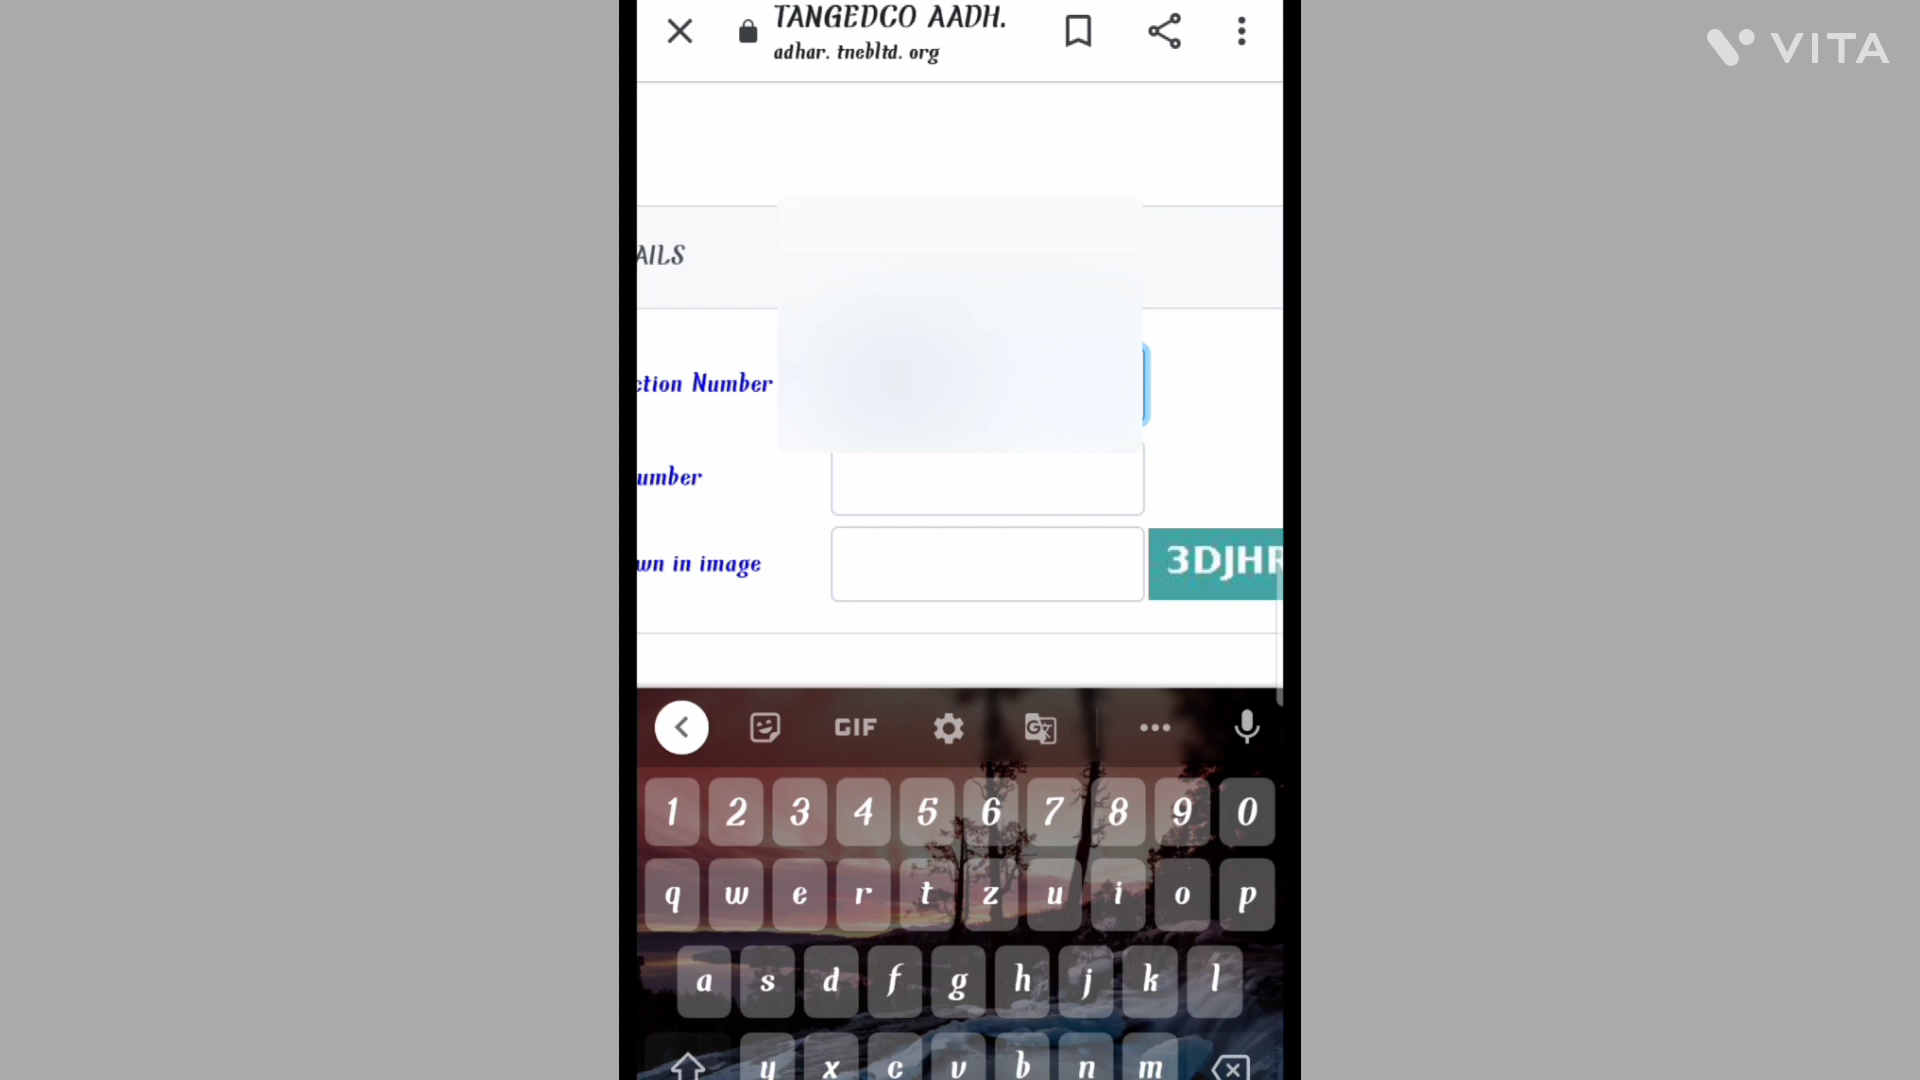 TANGEDCO AADH.
adhar. tnebltd. org
VITA
AILS
ction Number
umber
wn in image
3DJHR
GIF
1 2 3 4 5 6 7 8 9 0
q w e r t z u i o p
a s d f g h j k l
y x c v b n m